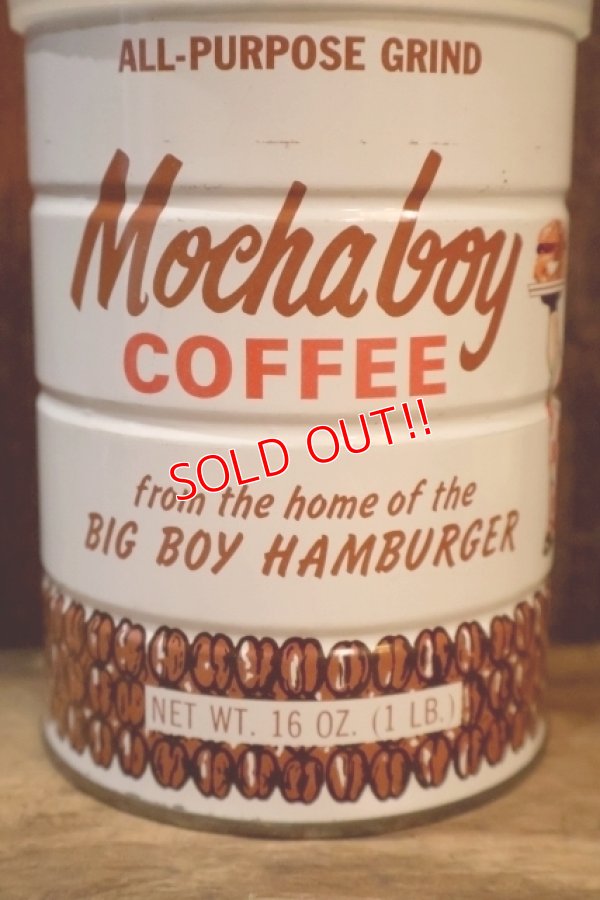 ALL-PURPOSE GRIND
Mochaboy
COFFEE
SOLD OUT!!
from the home of the
BIG BOY HAMBURGER
NET WT. 16 OZ. (1 LB.)